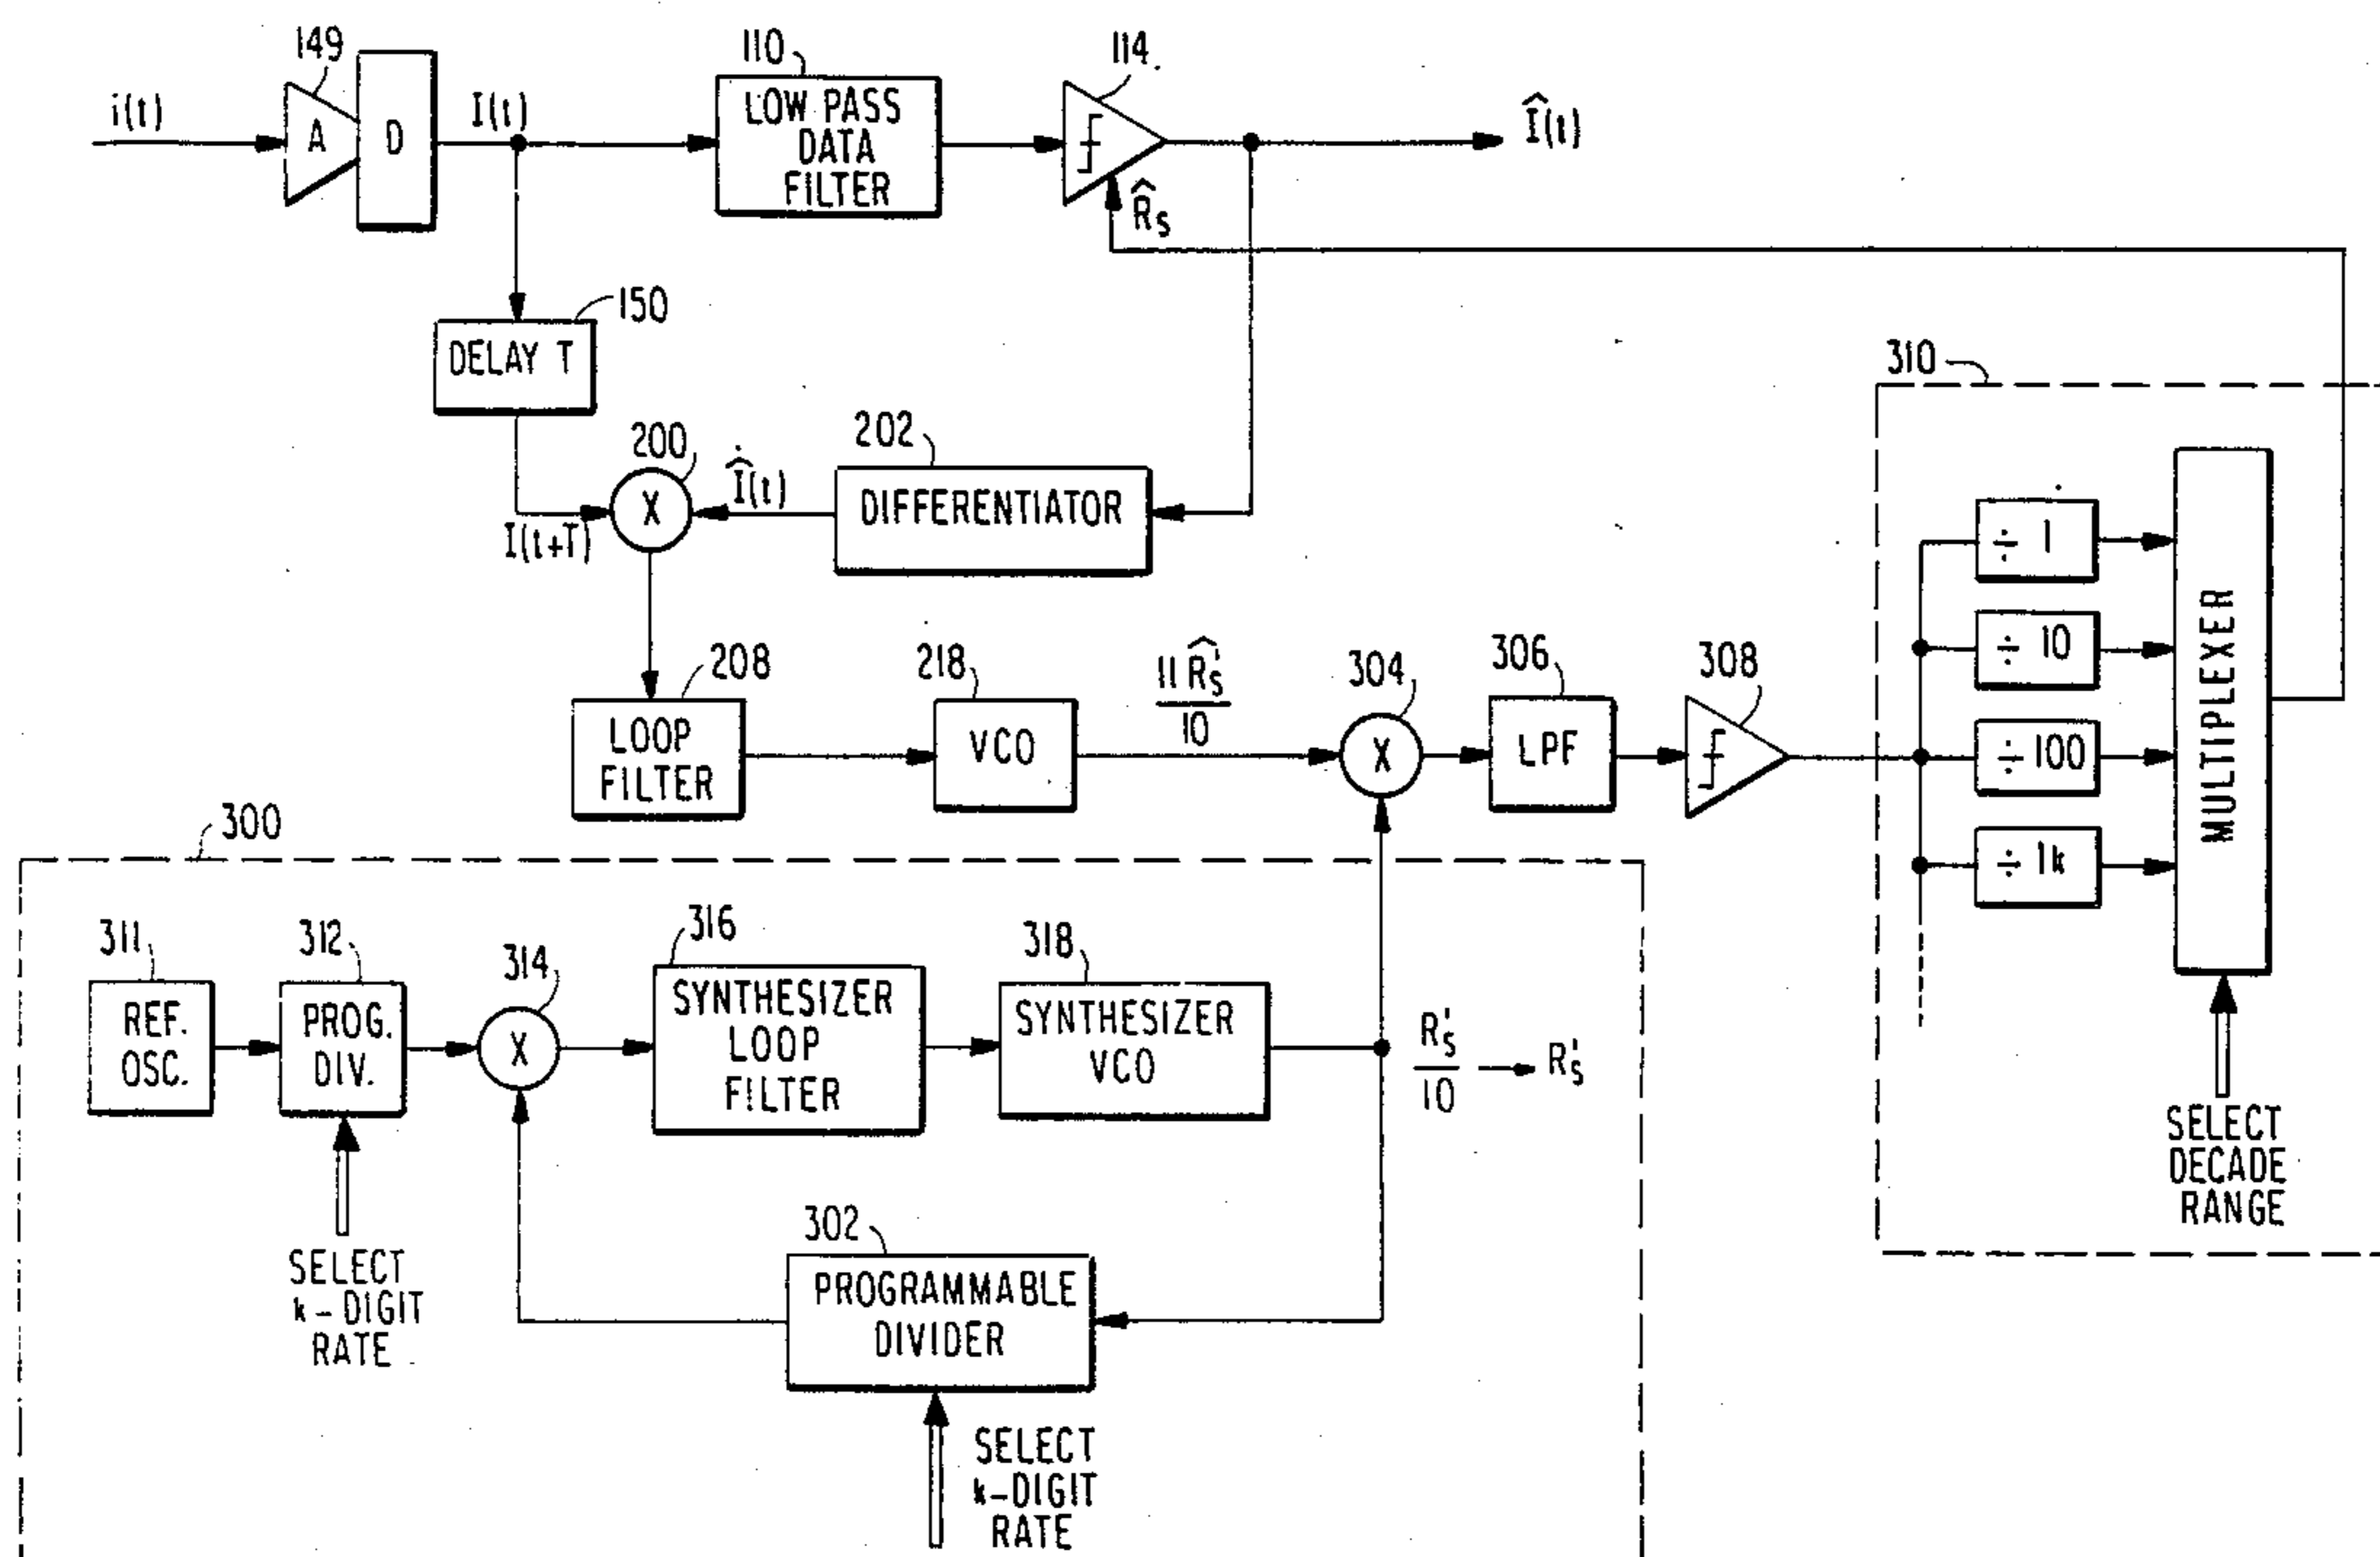 149
110
114
i(t)
A
D
I(t)
LOW PASS
DATA
FILTER
Î(t)
R̂s
150
DELAY T
200
202
X
Î̇(t)
DIFFERENTIATOR
I(t+T)
310
÷ 1
÷ 10
÷ 100
÷ 1k
MULTIPLEXER
SELECT
DECADE
RANGE
208
LOOP
FILTER
218
VCO
11 R̂s'
10
304
X
306
LPF
308
300
311
REF.
OSC.
312
PROG.
DIV.
314
X
316
SYNTHESIZER
LOOP
FILTER
318
SYNTHESIZER
VCO
Rs'
10
Rs'
SELECT
k-DIGIT
RATE
302
PROGRAMMABLE
DIVIDER
SELECT
k-DIGIT
RATE